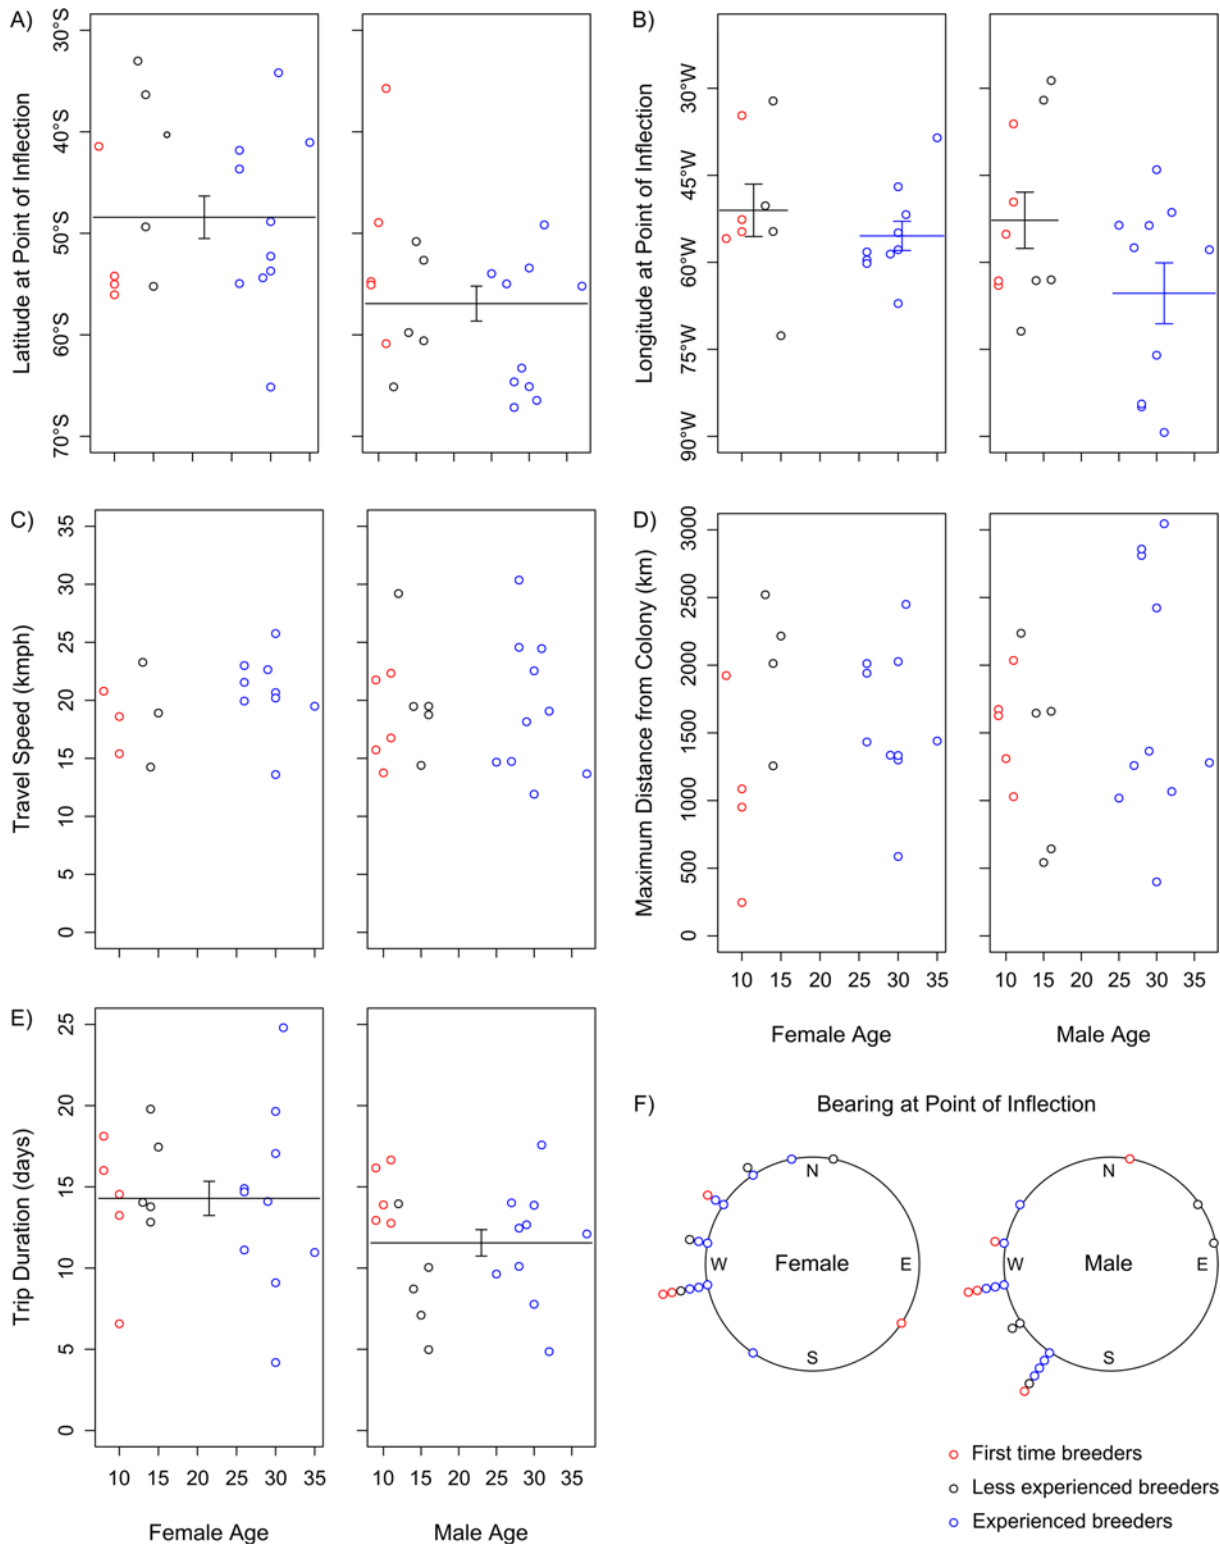 A)
Latitude at Point of Inflection
30°S
40°S
50°S
60°S
70°S
B)
Longitude at Point of Inflection
30°W
45°W
60°W
75°W
90°W
C)
Travel Speed (kmph)
35
30
25
20
15
10
5
0
D)
Maximum Distance from Colony (km)
3000
2500
2000
1500
1000
500
0
10 15 20 25 30 35
10 15 20 25 30 35
Female Age
Male Age
E)
Trip Duration (days)
25
20
15
10
5
0
10 15 20 25 30 35
10 15 20 25 30 35
Female Age
Male Age
F)
Bearing at Point of Inflection
N
W Female E
S
N
W Male E
S
First time breeders
Less experienced breeders
Experienced breeders